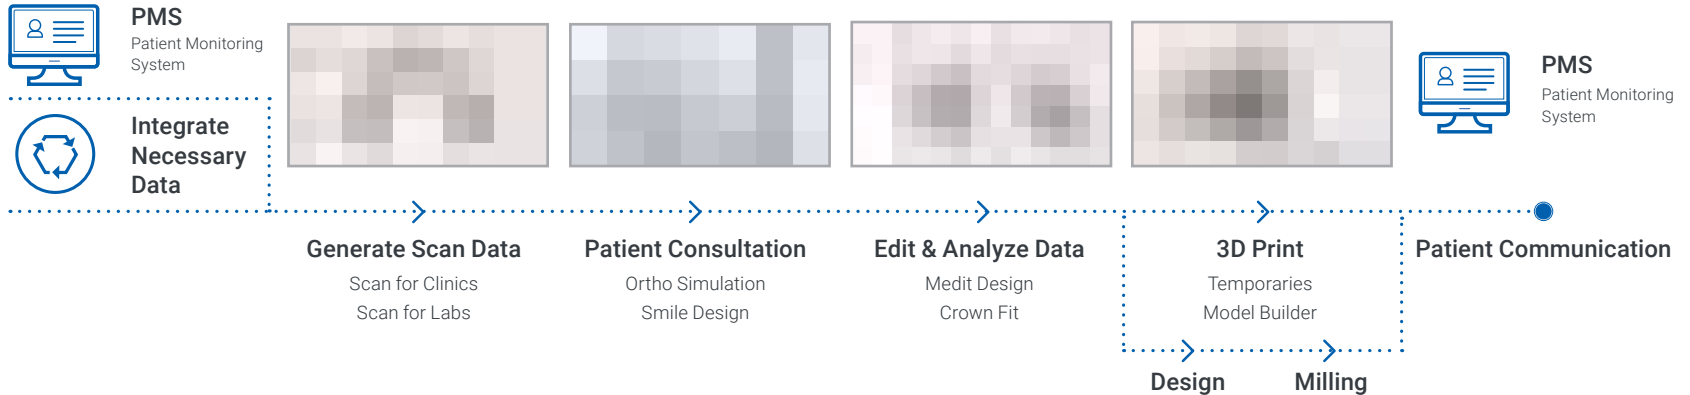 PMS
Patient Monitoring
System
Integrate
Necessary
Data
Generate Scan Data
Scan for Clinics
Scan for Labs
Patient Consultation
Ortho Simulation
Smile Design
Edit & Analyze Data
Medit Design
Crown Fit
3D Print
Temporaries
Model Builder
Design
Milling
PMS
Patient Monitoring
System
Patient Communication